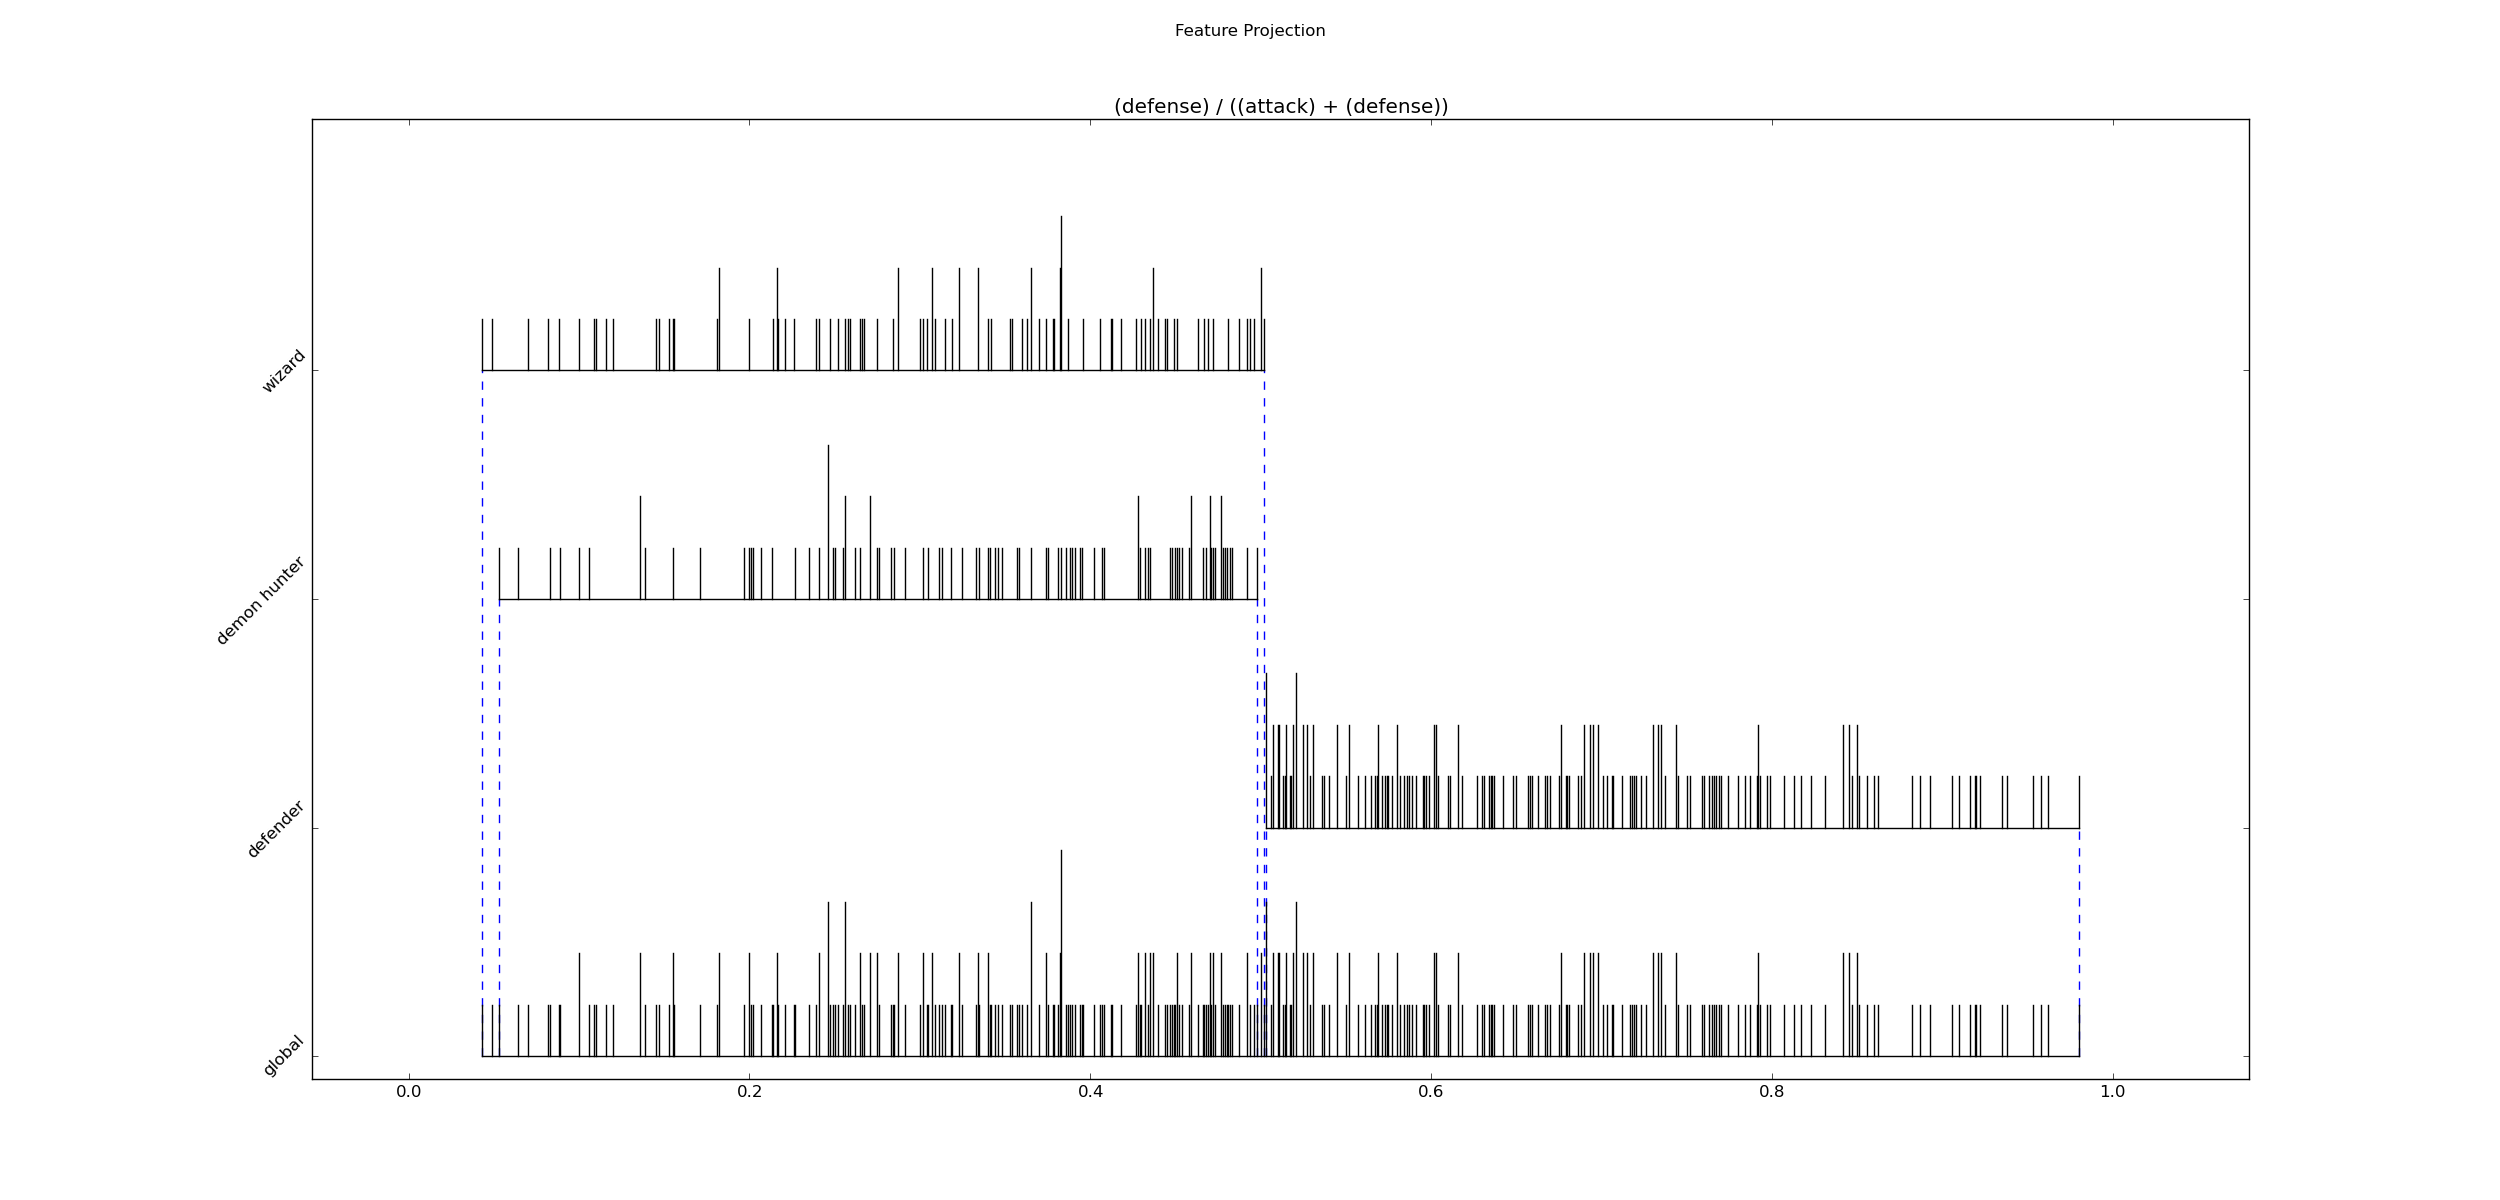 Feature Projection
(defense) / ((attack) + (defense))
wizard
demon hunter
defender
global
0.0 0.2 0.4 0.6 0.8 1.0